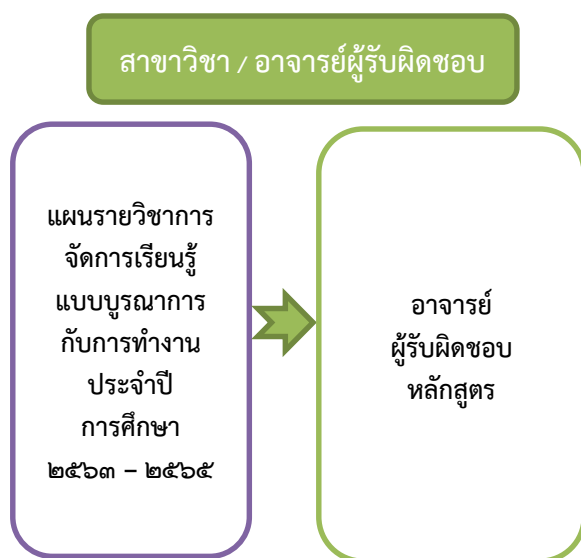 สาขาวิชา / อาจารย์ผู้รับผิดชอบ
แผนรายวิชาการ
จัดการเรียนรู้
แบบบูรณาการ
กับการทำงาน
ประจำปี
การศึกษา
๒๕๖๓ – ๒๕๖๕
อาจารย์
ผู้รับผิดชอบ
หลักสูตร